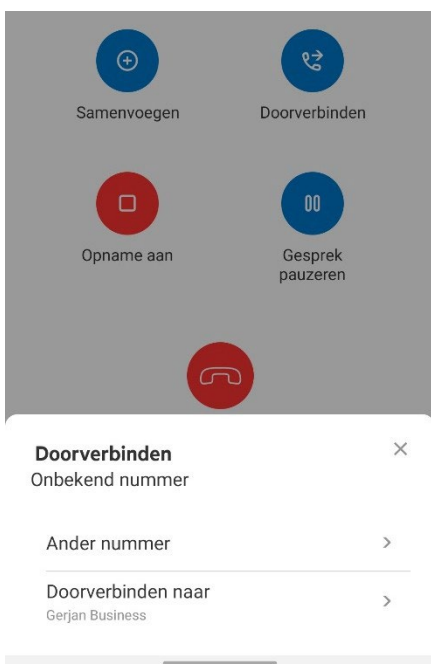 Samenvoegen
Doorverbinden
Opname aan
Gesprek
pauzeren
Doorverbinden
Onbekend nummer
Ander nummer
Doorverbinden naar
Gerjan Business